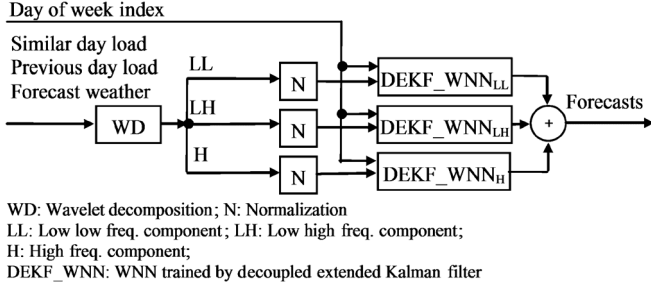 Day of week index
Similar day load
Previous day load
Forecast weather
LL
LH
H
WD
N
N
N
DEKF_WNN_LL
DEKF_WNN_LH
DEKF_WNN_H
+
Forecasts
WD: Wavelet decomposition; N: Normalization
LL: Low low freq. component; LH: Low high freq. component;
H: High freq. component;
DEKF_WNN: WNN trained by decoupled extended Kalman filter